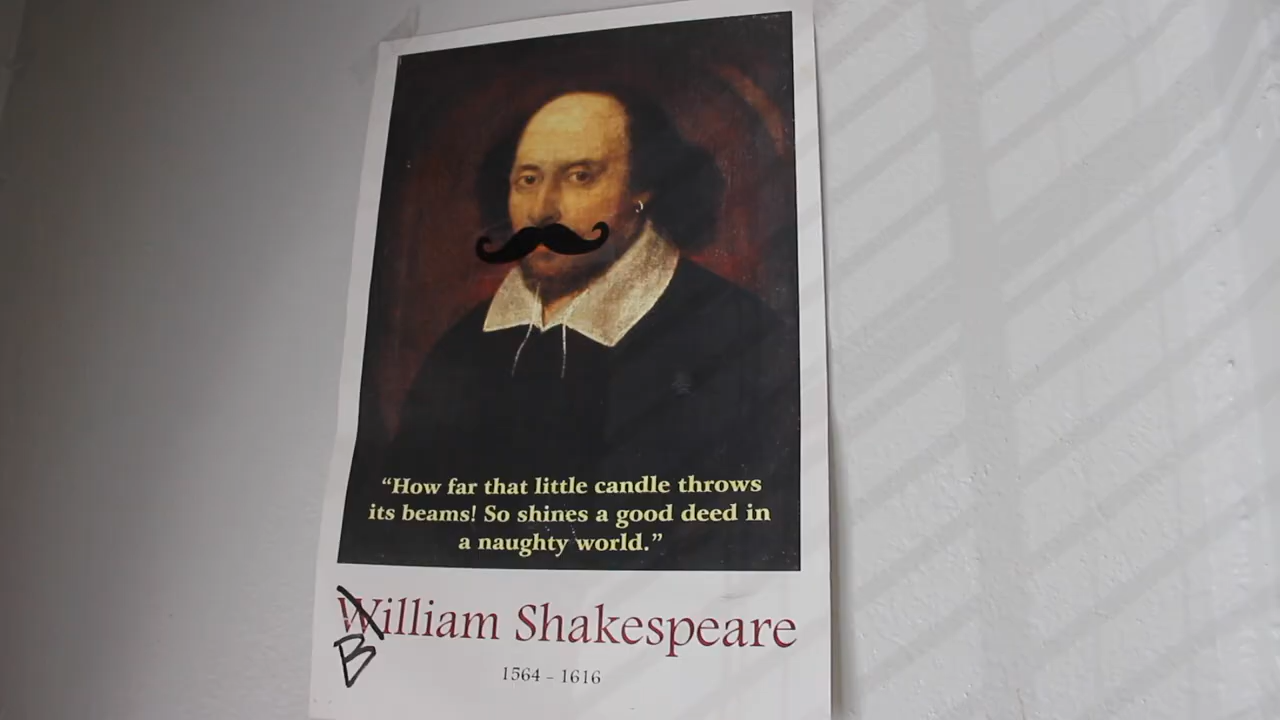 “How far that little candle throws
its beams! So shines a good deed in
a naughty world.”
William Shakespeare
B
1564 - 1616